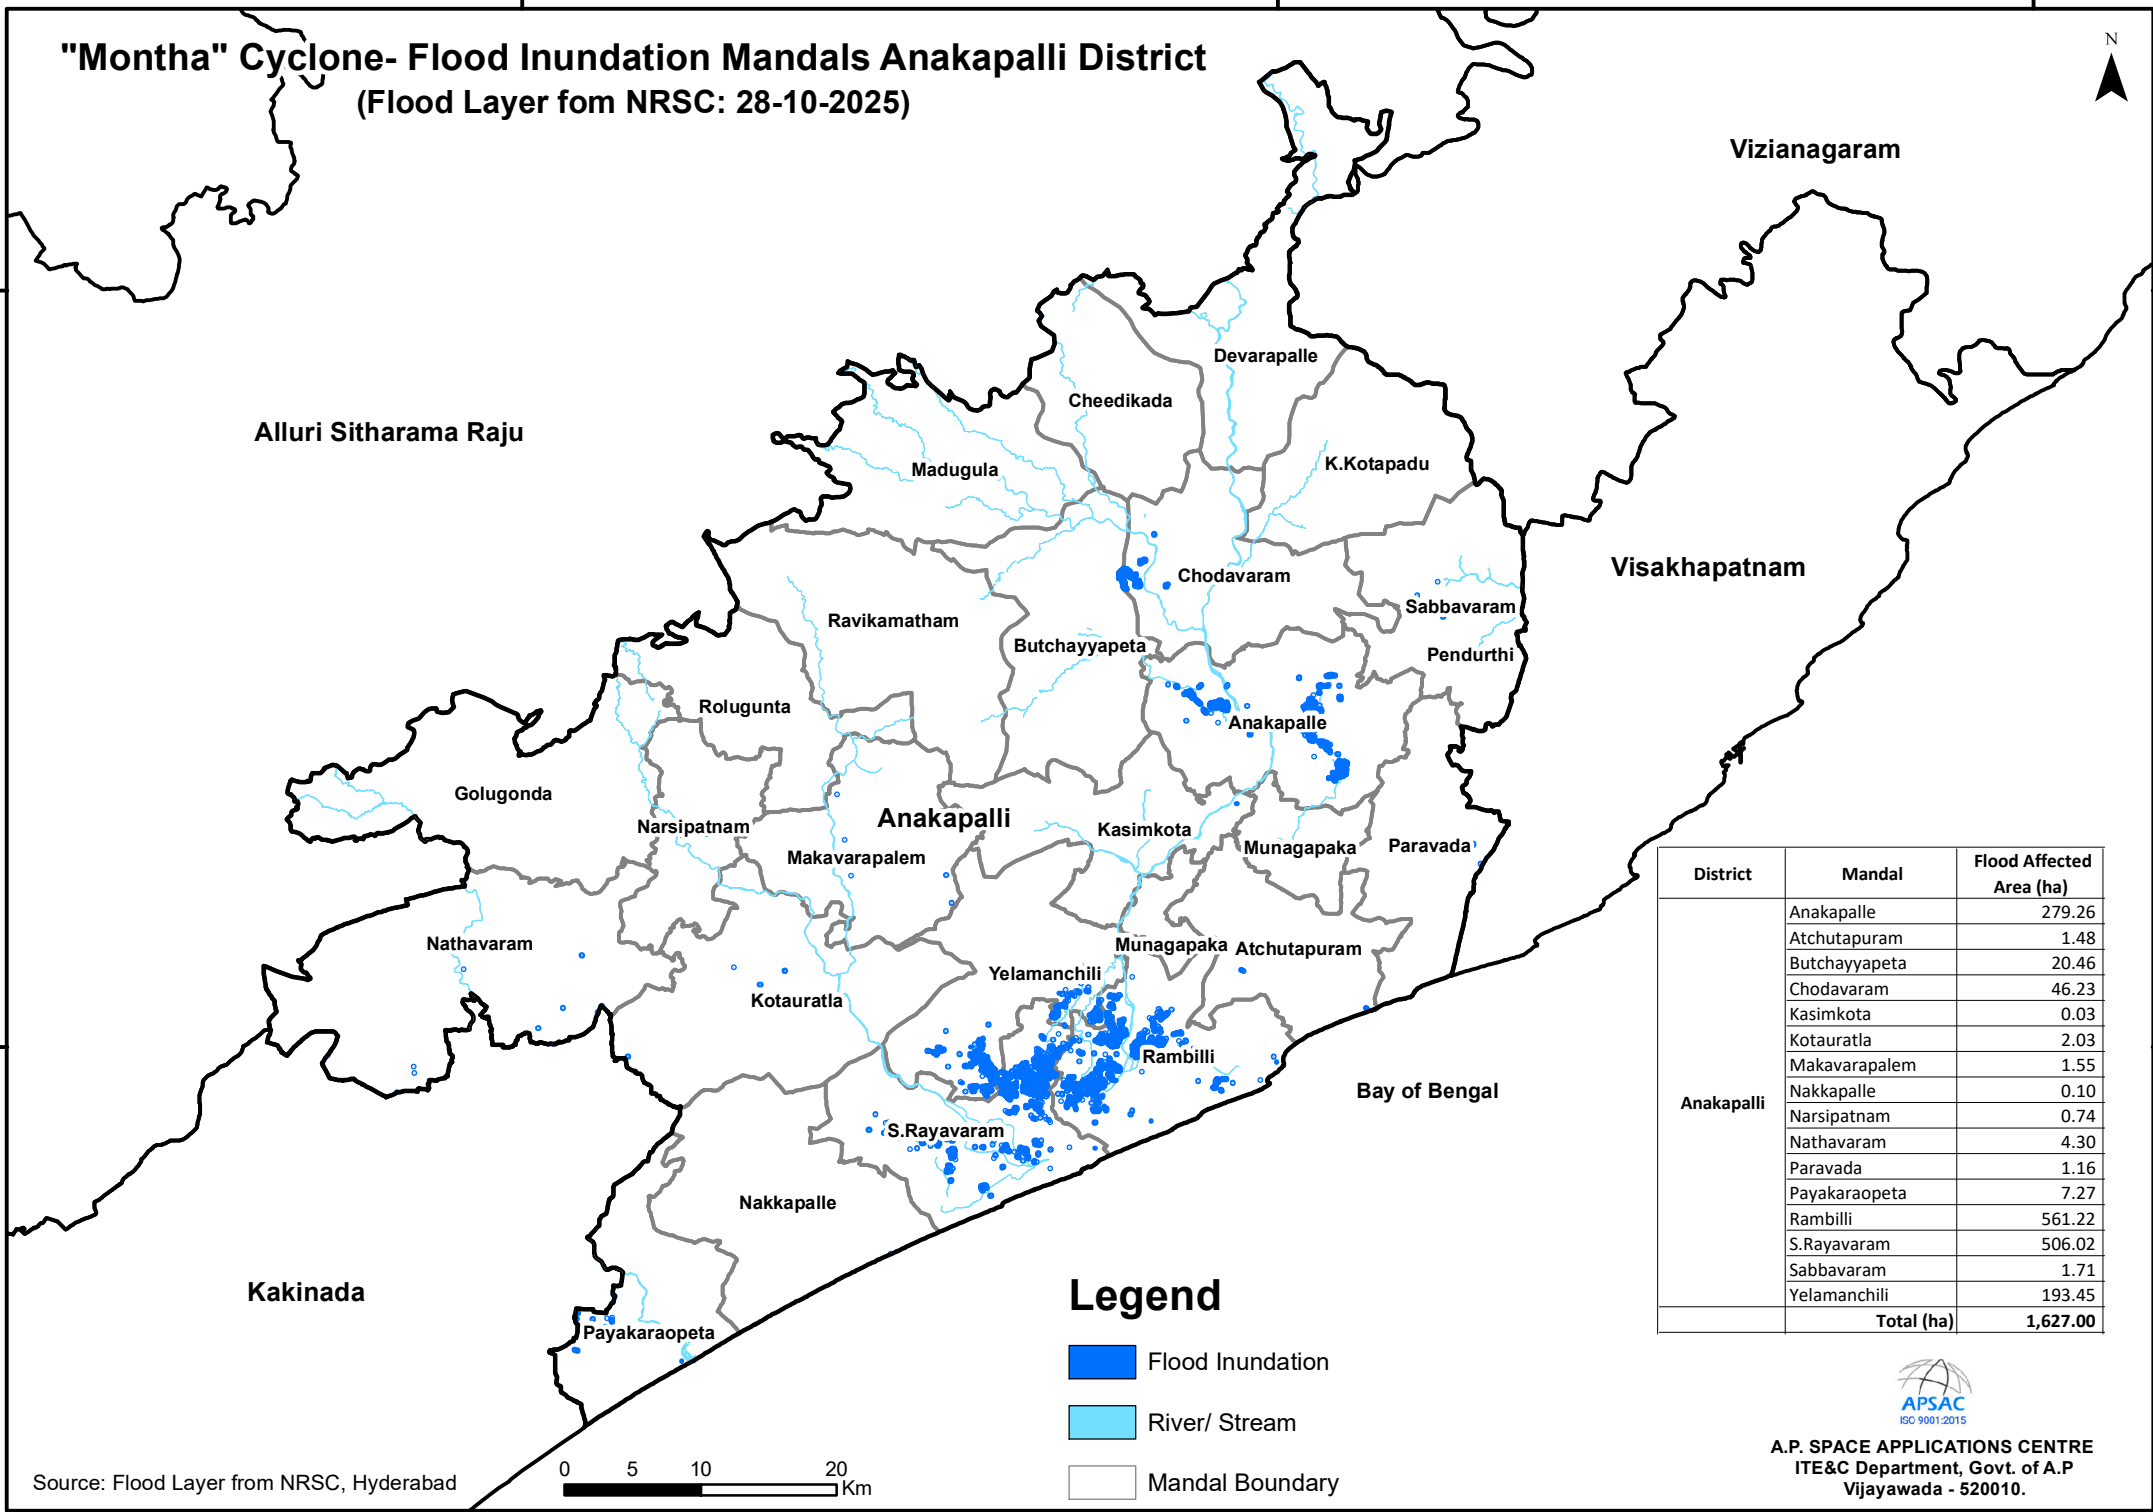 "Montha" Cyclone- Flood Inundation Mandals Anakapalli District
(Flood Layer fom NRSC: 28-10-2025)
N
Vizianagaram
Alluri Sitharama Raju
Visakhapatnam
Kakinada
Bay of Bengal
Anakapalli
Devarapalle
Cheedikada
K.Kotapadu
Madugula
Chodavaram
Sabbavaram
Ravikamatham
Butchayyapeta
Pendurthi
Rolugunta
Anakapalle
Golugonda
Narsipatnam
Kasimkota
Makavarapalem
Munagapaka
Paravada
Nathavaram
Munagapaka
Atchutapuram
Yelamanchili
Kotauratla
Rambilli
S.Rayavaram
Nakkapalle
Payakaraopeta
District Mandal Flood Affected
Area (ha)
Anakapalli
Anakapalle 279.26
Atchutapuram 1.48
Butchayyapeta 20.46
Chodavaram 46.23
Kasimkota 0.03
Kotauratla 2.03
Makavarapalem 1.55
Nakkapalle 0.10
Narsipatnam 0.74
Nathavaram 4.30
Paravada 1.16
Payakaraopeta 7.27
Rambilli 561.22
S.Rayavaram 506.02
Sabbavaram 1.71
Yelamanchili 193.45
Total (ha) 1,627.00
Legend
Flood Inundation
River/ Stream
Mandal Boundary
0 5 10 20
Km
Source: Flood Layer from NRSC, Hyderabad
APSAC
ISO 9001:2015
A.P. SPACE APPLICATIONS CENTRE
ITE&C Department, Govt. of A.P
Vijayawada - 520010.